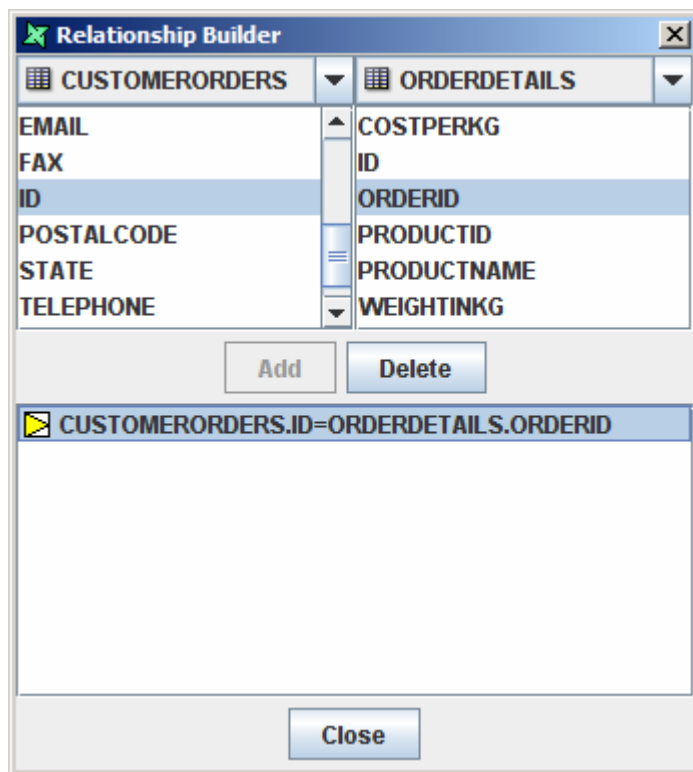 Relationship Builder
CUSTOMERORDERS
ORDERDETAILS
EMAIL
FAX
ID
POSTALCODE
STATE
TELEPHONE
COSTPERKG
ID
ORDERID
PRODUCTID
PRODUCTNAME
WEIGHTINKG
Add
Delete
CUSTOMERORDERS.ID=ORDERDETAILS.ORDERID
Close